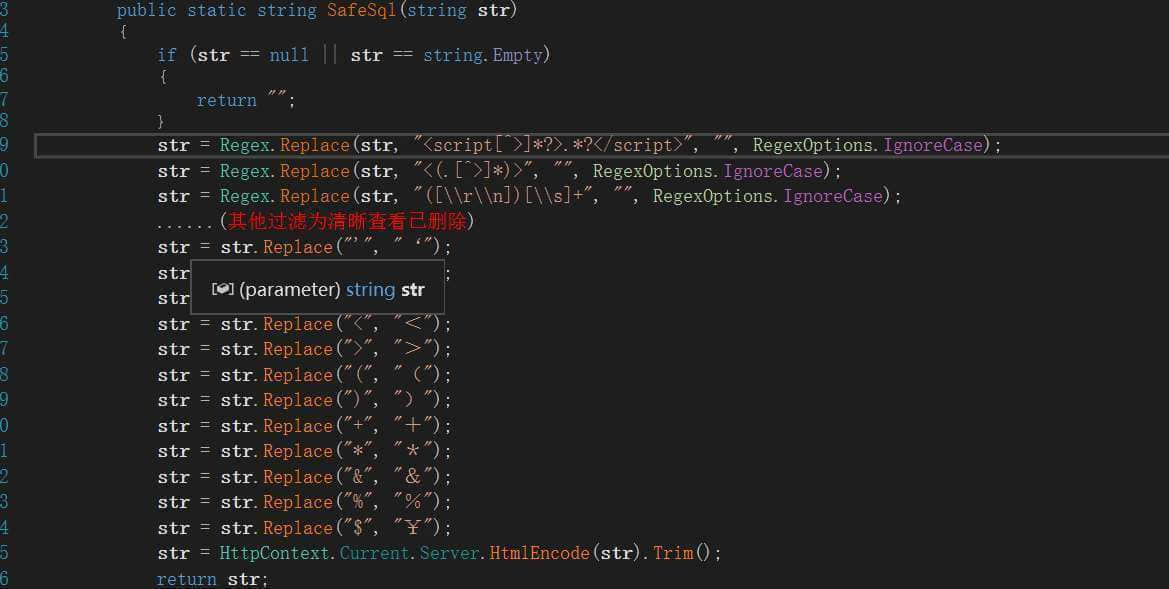 3 public static string SafeSql(string str)
4 {
5 if (str == null || str == string.Empty)
6 {
7 return "";
8 }
9 str = Regex.Replace(str, "<script[^>]*?>.*?</script>", "", RegexOptions.IgnoreCase);
0 str = Regex.Replace(str, "<(.[^>]*)>", "", RegexOptions.IgnoreCase);
1 str = Regex.Replace(str, "([\\r\\n])[\\s]+", "", RegexOptions.IgnoreCase);
2 ......(其他过滤为清晰查看已删除)
3 str = str.Replace("'", "‘");
4 str ;
5 str
[ ] (parameter) string str
6 str = str.Replace("<", "＜");
7 str = str.Replace(">", "＞");
8 str = str.Replace("(", "（");
9 str = str.Replace(")", "）");
0 str = str.Replace("+", "＋");
1 str = str.Replace("*", "＊");
2 str = str.Replace("&", "＆");
3 str = str.Replace("%", "％");
4 str = str.Replace("$", "￥");
5 str = HttpContext.Current.Server.HtmlEncode(str).Trim();
6 return str;